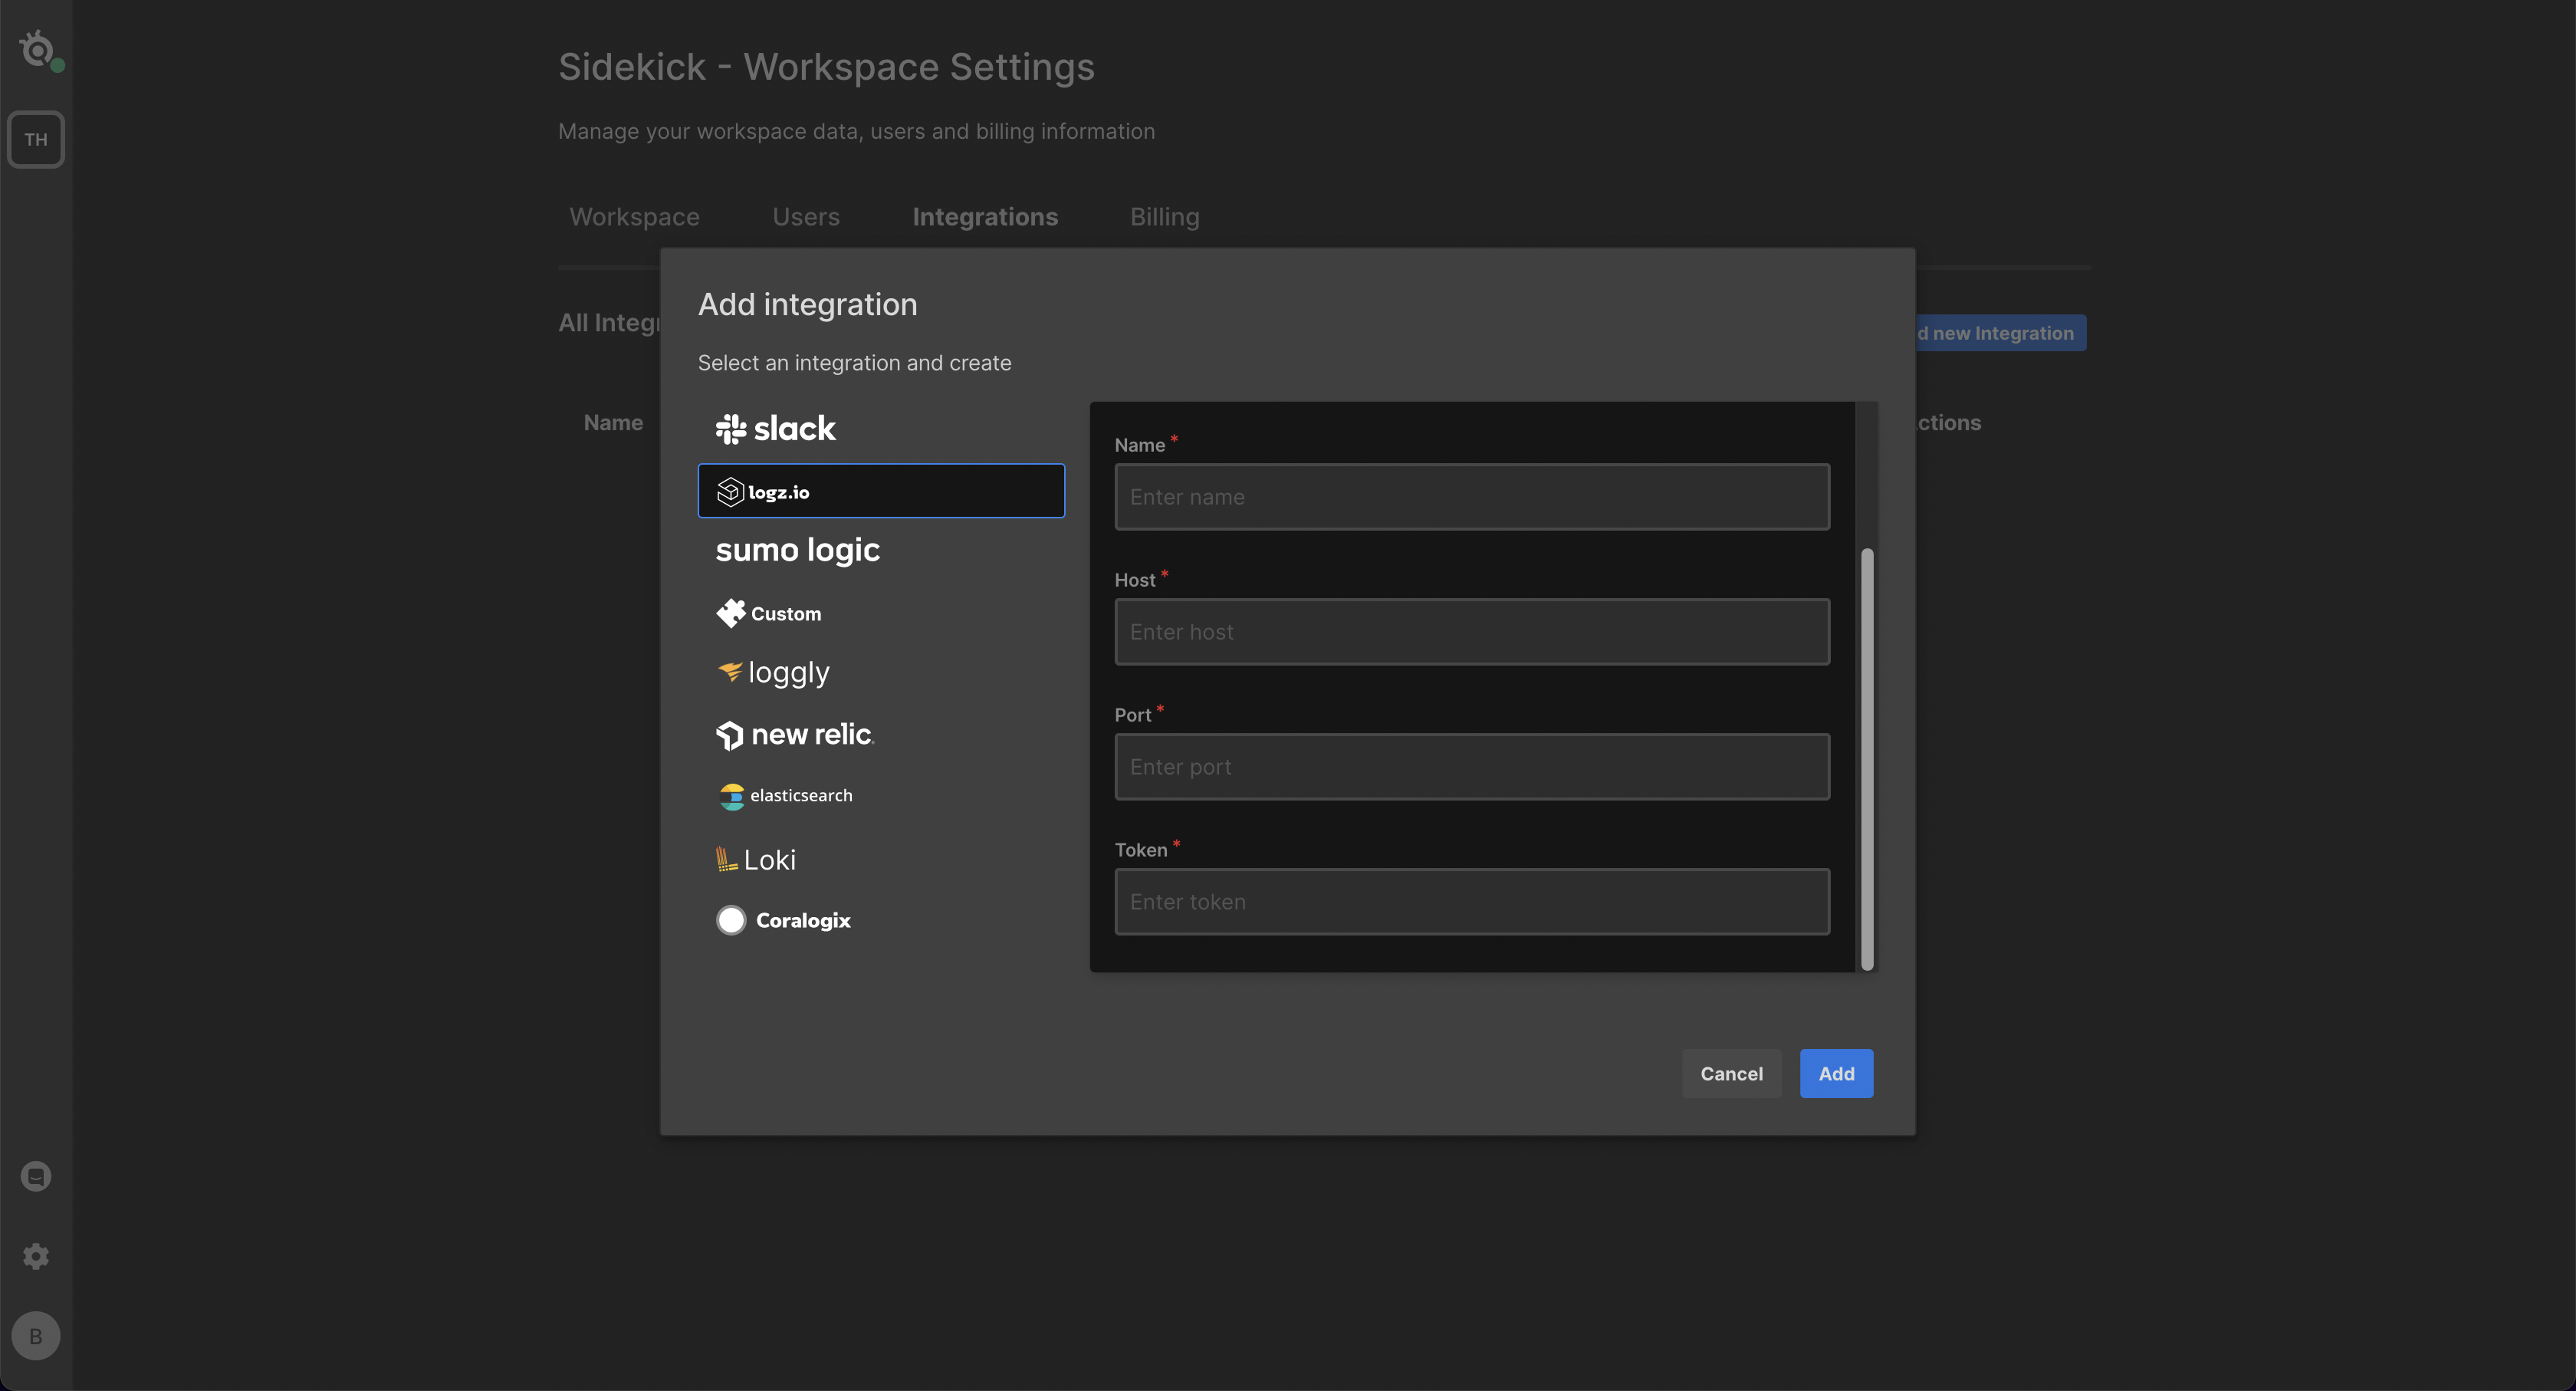 TH
Sidekick - Workspace Settings
Manage your workspace data, users and billing information
Workspace Users Integrations Billing
All Integr
d new Integration
Name
ctions
Add integration
Select an integration and create
slack
logz.io
sumo logic
Custom
loggly
new relic.
elasticsearch
Loki
Coralogix
Name *
Enter name
Host *
Enter host
Port *
Enter port
Token *
Enter token
Cancel Add
B